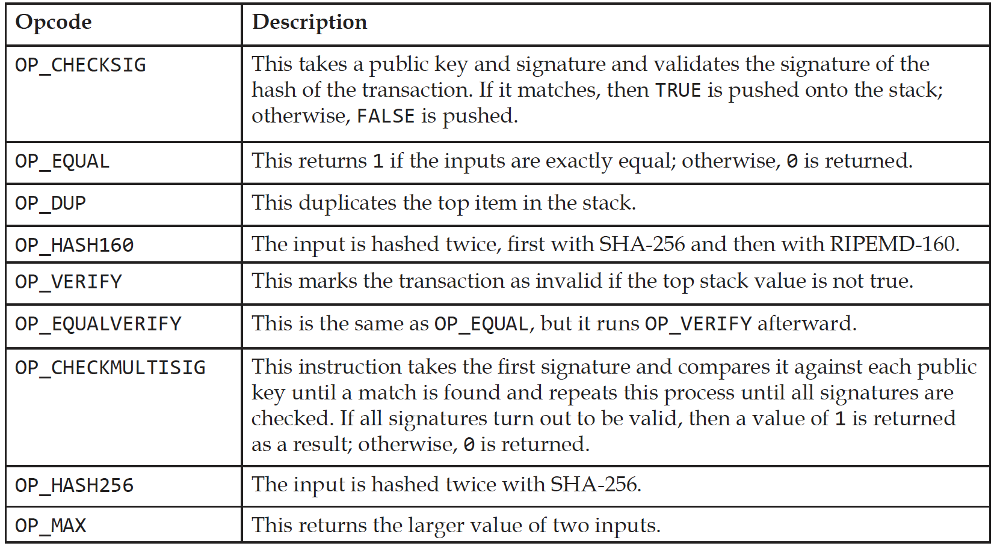 Opcode Description
OP_CHECKSIG This takes a public key and signature and validates the signature of the
hash of the transaction. If it matches, then TRUE is pushed onto the stack;
otherwise, FALSE is pushed.
OP_EQUAL This returns 1 if the inputs are exactly equal; otherwise, 0 is returned.
OP_DUP This duplicates the top item in the stack.
OP_HASH160 The input is hashed twice, first with SHA-256 and then with RIPEMD-160.
OP_VERIFY This marks the transaction as invalid if the top stack value is not true.
OP_EQUALVERIFY This is the same as OP_EQUAL, but it runs OP_VERIFY afterward.
OP_CHECKMULTISIG This instruction takes the first signature and compares it against each public
key until a match is found and repeats this process until all signatures are
checked. If all signatures turn out to be valid, then a value of 1 is returned
as a result; otherwise, 0 is returned.
OP_HASH256 The input is hashed twice with SHA-256.
OP_MAX This returns the larger value of two inputs.